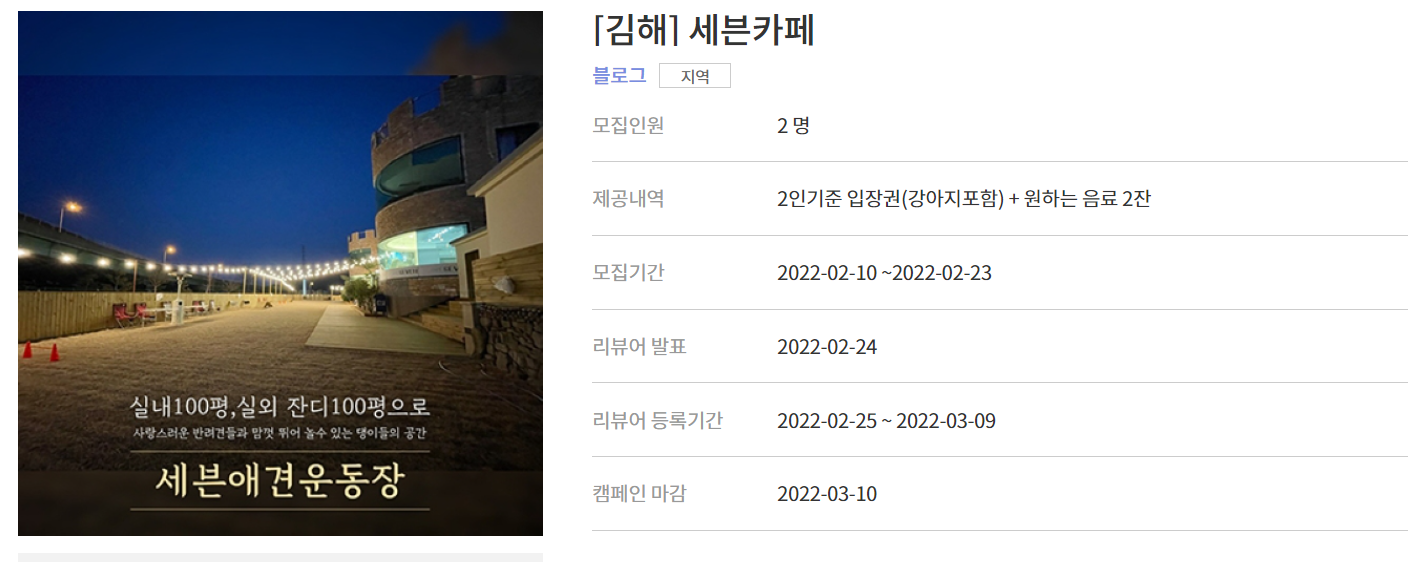 [김해] 세븐카페
블로그 지역
모집인원 2 명
제공내역 2인기준 입장권(강아지포함) + 원하는 음료 2잔
모집기간 2022-02-10 ~2022-02-23
리뷰어 발표 2022-02-24
리뷰어 등록기간 2022-02-25 ~ 2022-03-09
캠페인 마감 2022-03-10
실내100평,실외 잔디100평으로
사랑스러운 반려견들과 맘껏 뛰어 놀수 있는 댕이들의 공간
세븐애견운동장